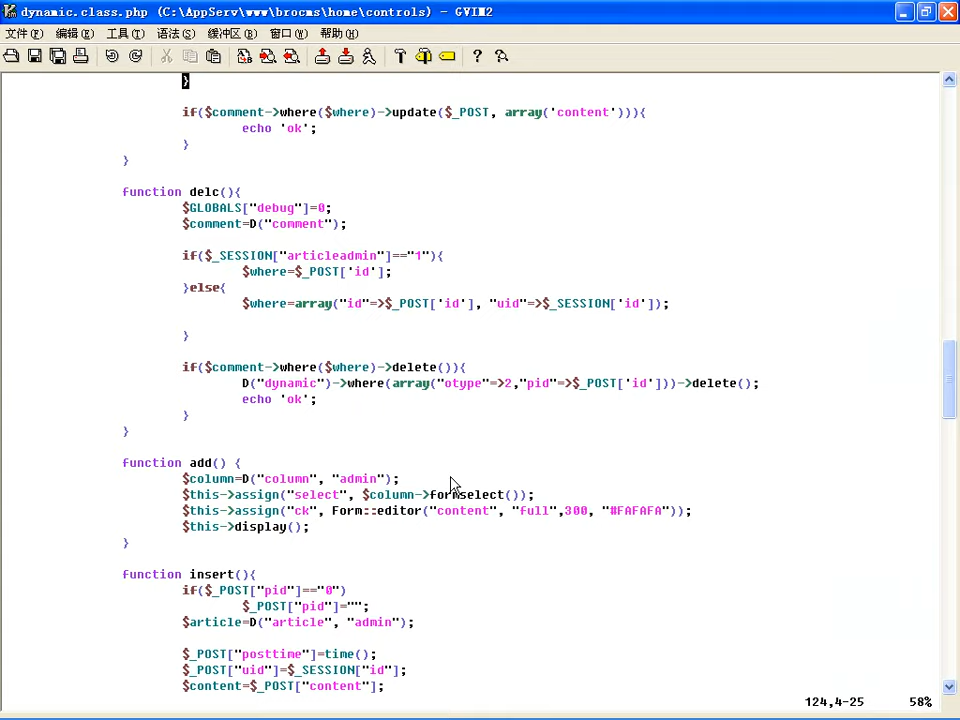 dynamic.class.php (C:\AppServ\www\brocms\home\controls) - GVIM2
文件(F) 编辑(E) 工具(T) 语法(S) 缓冲区(B) 窗口(W) 帮助(H)
}
if($comment->where($where)->update($_POST, array('content'))){
echo 'ok';
}
}
function delc(){
$GLOBALS["debug"]=0;
$comment=D("comment");
if($_SESSION["articleadmin"]=="1"){
$where=$_POST['id'];
}else{
$where=array("id"=>$_POST['id'], "uid"=>$_SESSION['id']);
}
if($comment->where($where)->delete()){
D("dynamic")->where(array("otype"=>2,"pid"=>$_POST['id']))->delete();
echo 'ok';
}
}
function add() {
$column=D("column", "admin");
$this->assign("select", $column->formselect());
$this->assign("ck", Form::editor("content", "full",300, "#FAFAFA"));
$this->display();
}
function insert(){
if($_POST["pid"]=="0")
$_POST["pid"]="";
$article=D("article", "admin");
$_POST["posttime"]=time();
$_POST["uid"]=$_SESSION["id"];
$content=$_POST["content"];
124,4-25 58%